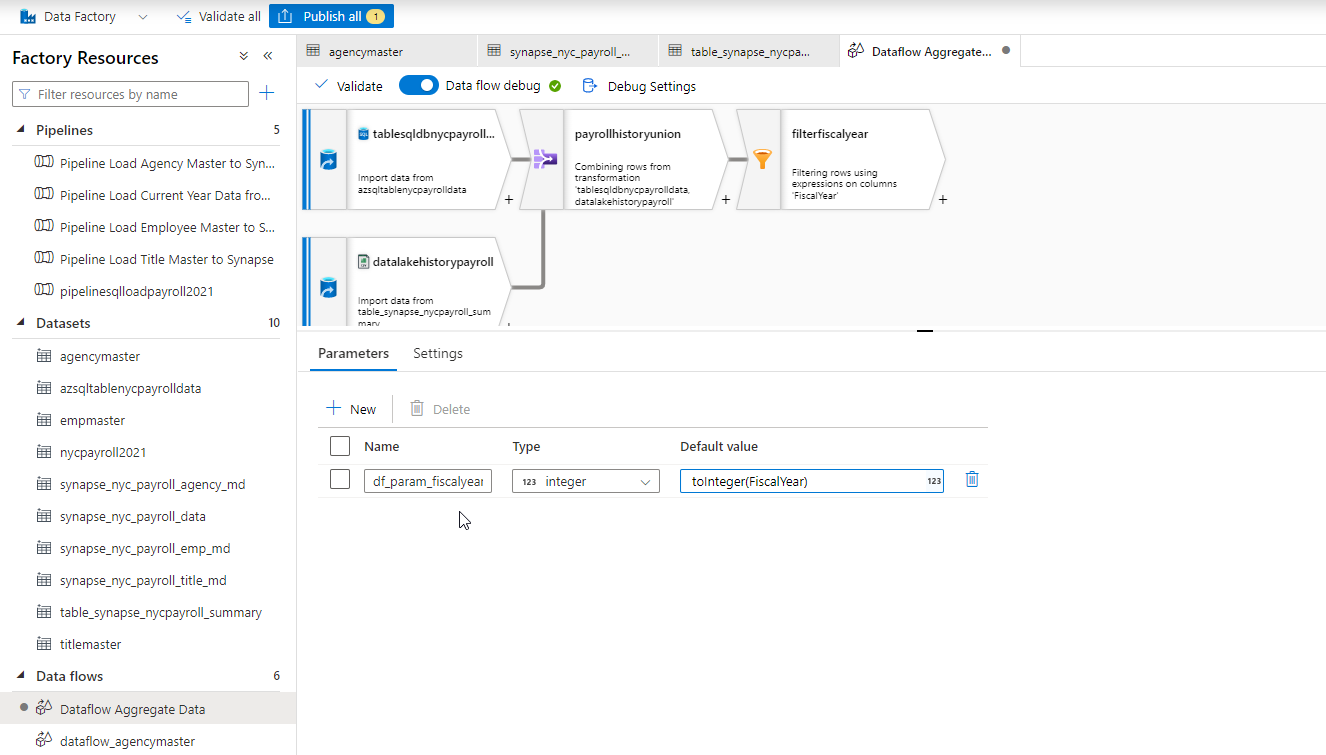 Data Factory
Validate all
Publish all 1
Factory Resources
Filter resources by name
Pipelines 5
Pipeline Load Agency Master to Syn...
Pipeline Load Current Year Data fro...
Pipeline Load Employee Master to S...
Pipeline Load Title Master to Synapse
pipelinesqlloadpayroll2021
Datasets 10
agencymaster
azsqltablenycpayrolldata
empmaster
nycpayroll2021
synapse_nyc_payroll_agency_md
synapse_nyc_payroll_data
synapse_nyc_payroll_emp_md
synapse_nyc_payroll_title_md
table_synapse_nycpayroll_summary
titlemaster
Data flows 6
Dataflow Aggregate Data
dataflow_agencymaster
agencymaster
synapse_nyc_payroll_...
table_synapse_nycpa...
Dataflow Aggregate...
Validate
Data flow debug
Debug Settings
tablesqldbnycpayroll...
Import data from
azsqltablenycpayrolldata
payrollhistoryunion
Combining rows from
transformation
'tablesqldbnycpayrolldata,
datalakehistorypayroll'
filterfiscalyear
Filtering rows using
expressions on columns
'FiscalYear'
datalakehistorypayroll
Import data from
table_synapse_nycpayroll_sum
mary
Parameters
Settings
New
Delete
Name Type Default value
df_param_fiscalyear 123 integer toInteger(FiscalYear) 123